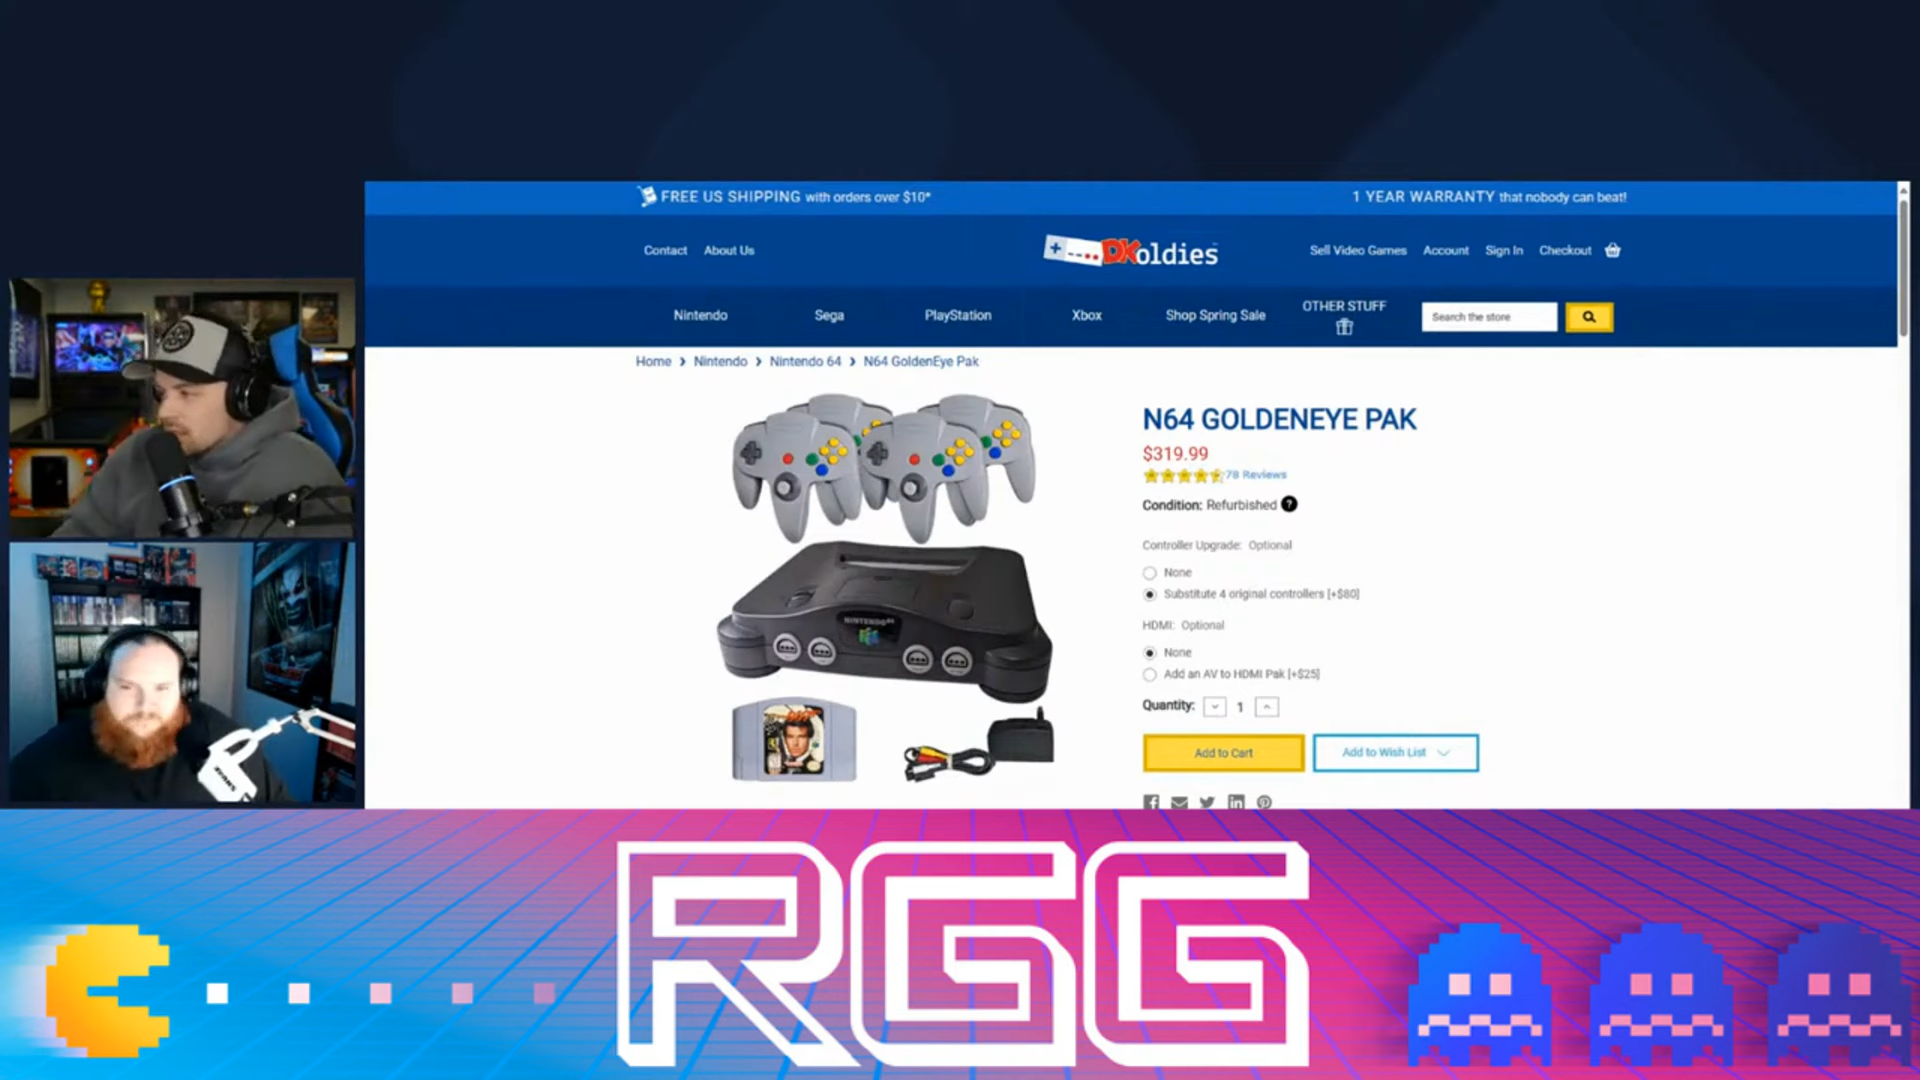 FREE US SHIPPING with orders over $10*
1 YEAR WARRANTY that nobody can beat!
Contact
About Us
DKoldies
Sell Video Games
Account
Sign In
Checkout
Nintendo
Sega
PlayStation
Xbox
Shop Spring Sale
OTHER STUFF
Search the store
Home > Nintendo > Nintendo 64 > N64 GoldenEye Pak
N64 GOLDENEYE PAK
$319.99
78 Reviews
Condition: Refurbished ?
Controller Upgrade: Optional
None
Substitute 4 original controllers [+$80]
HDMI: Optional
None
Add an AV to HDMI Pak [+$25]
Quantity: 1
Add to Cart
Add to Wish List
NINTENDO 64
RGG